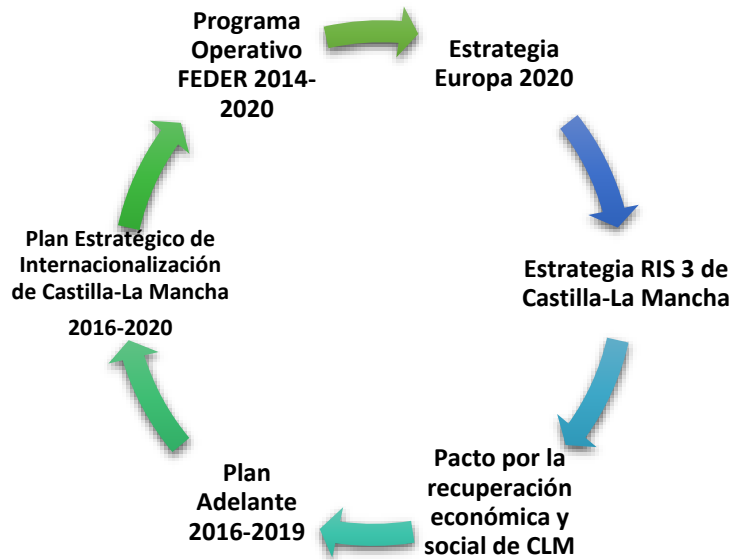 Programa
Operativo
FEDER 2014-
2020
Estrategia
Europa 2020
Estrategia RIS 3 de
Castilla-La Mancha
Pacto por la
recuperación
económica y
social de CLM
Plan
Adelante
2016-2019
Plan Estratégico de
Internacionalización
de Castilla-La Mancha
2016-2020